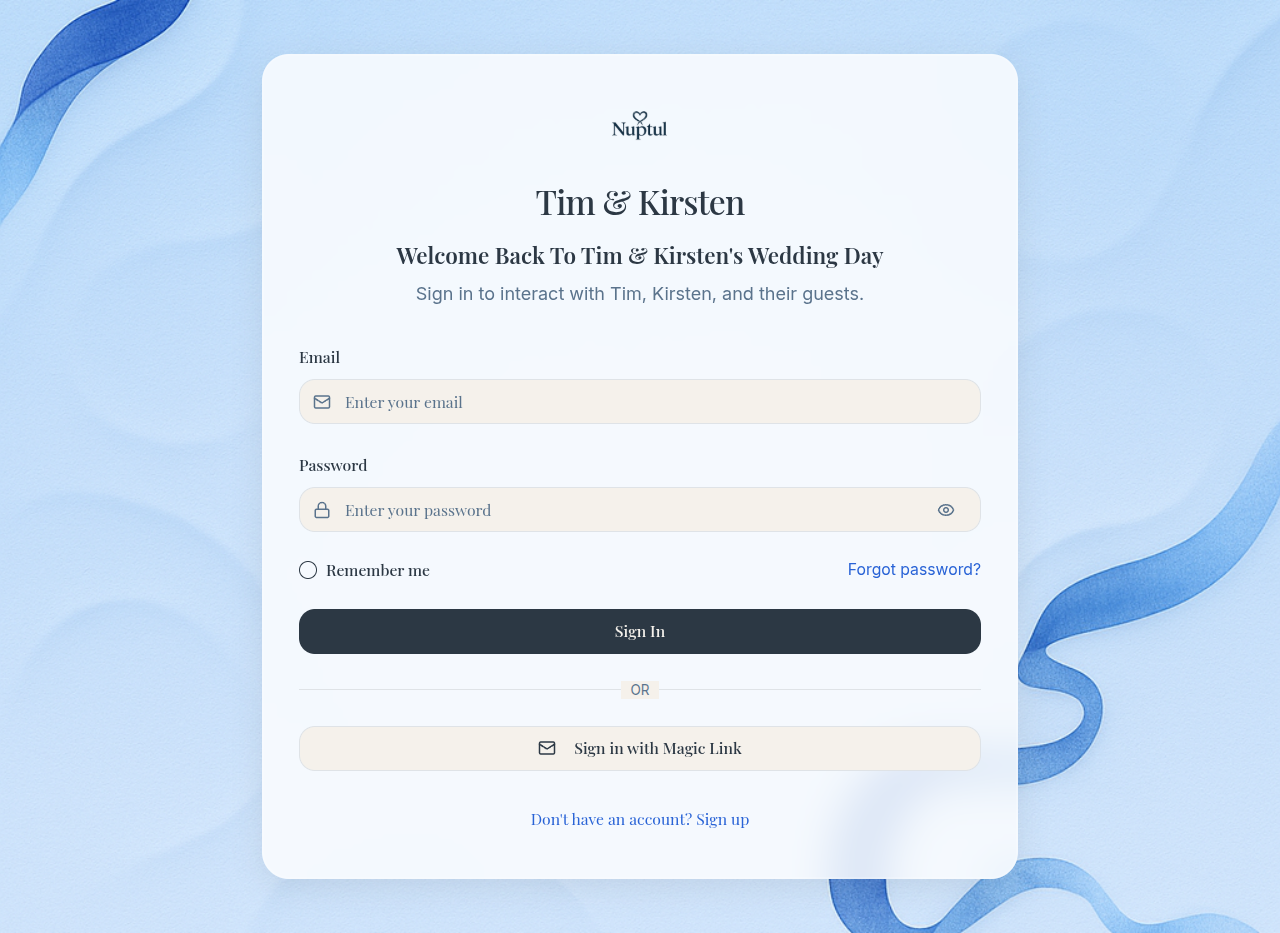 Nuptul
Tim & Kirsten
Welcome Back To Tim & Kirsten's Wedding Day
Sign in to interact with Tim, Kirsten, and their guests.
Email
Enter your email
Password
Enter your password
Remember me
Forgot password?
Sign In
OR
Sign in with Magic Link
Don't have an account? Sign up